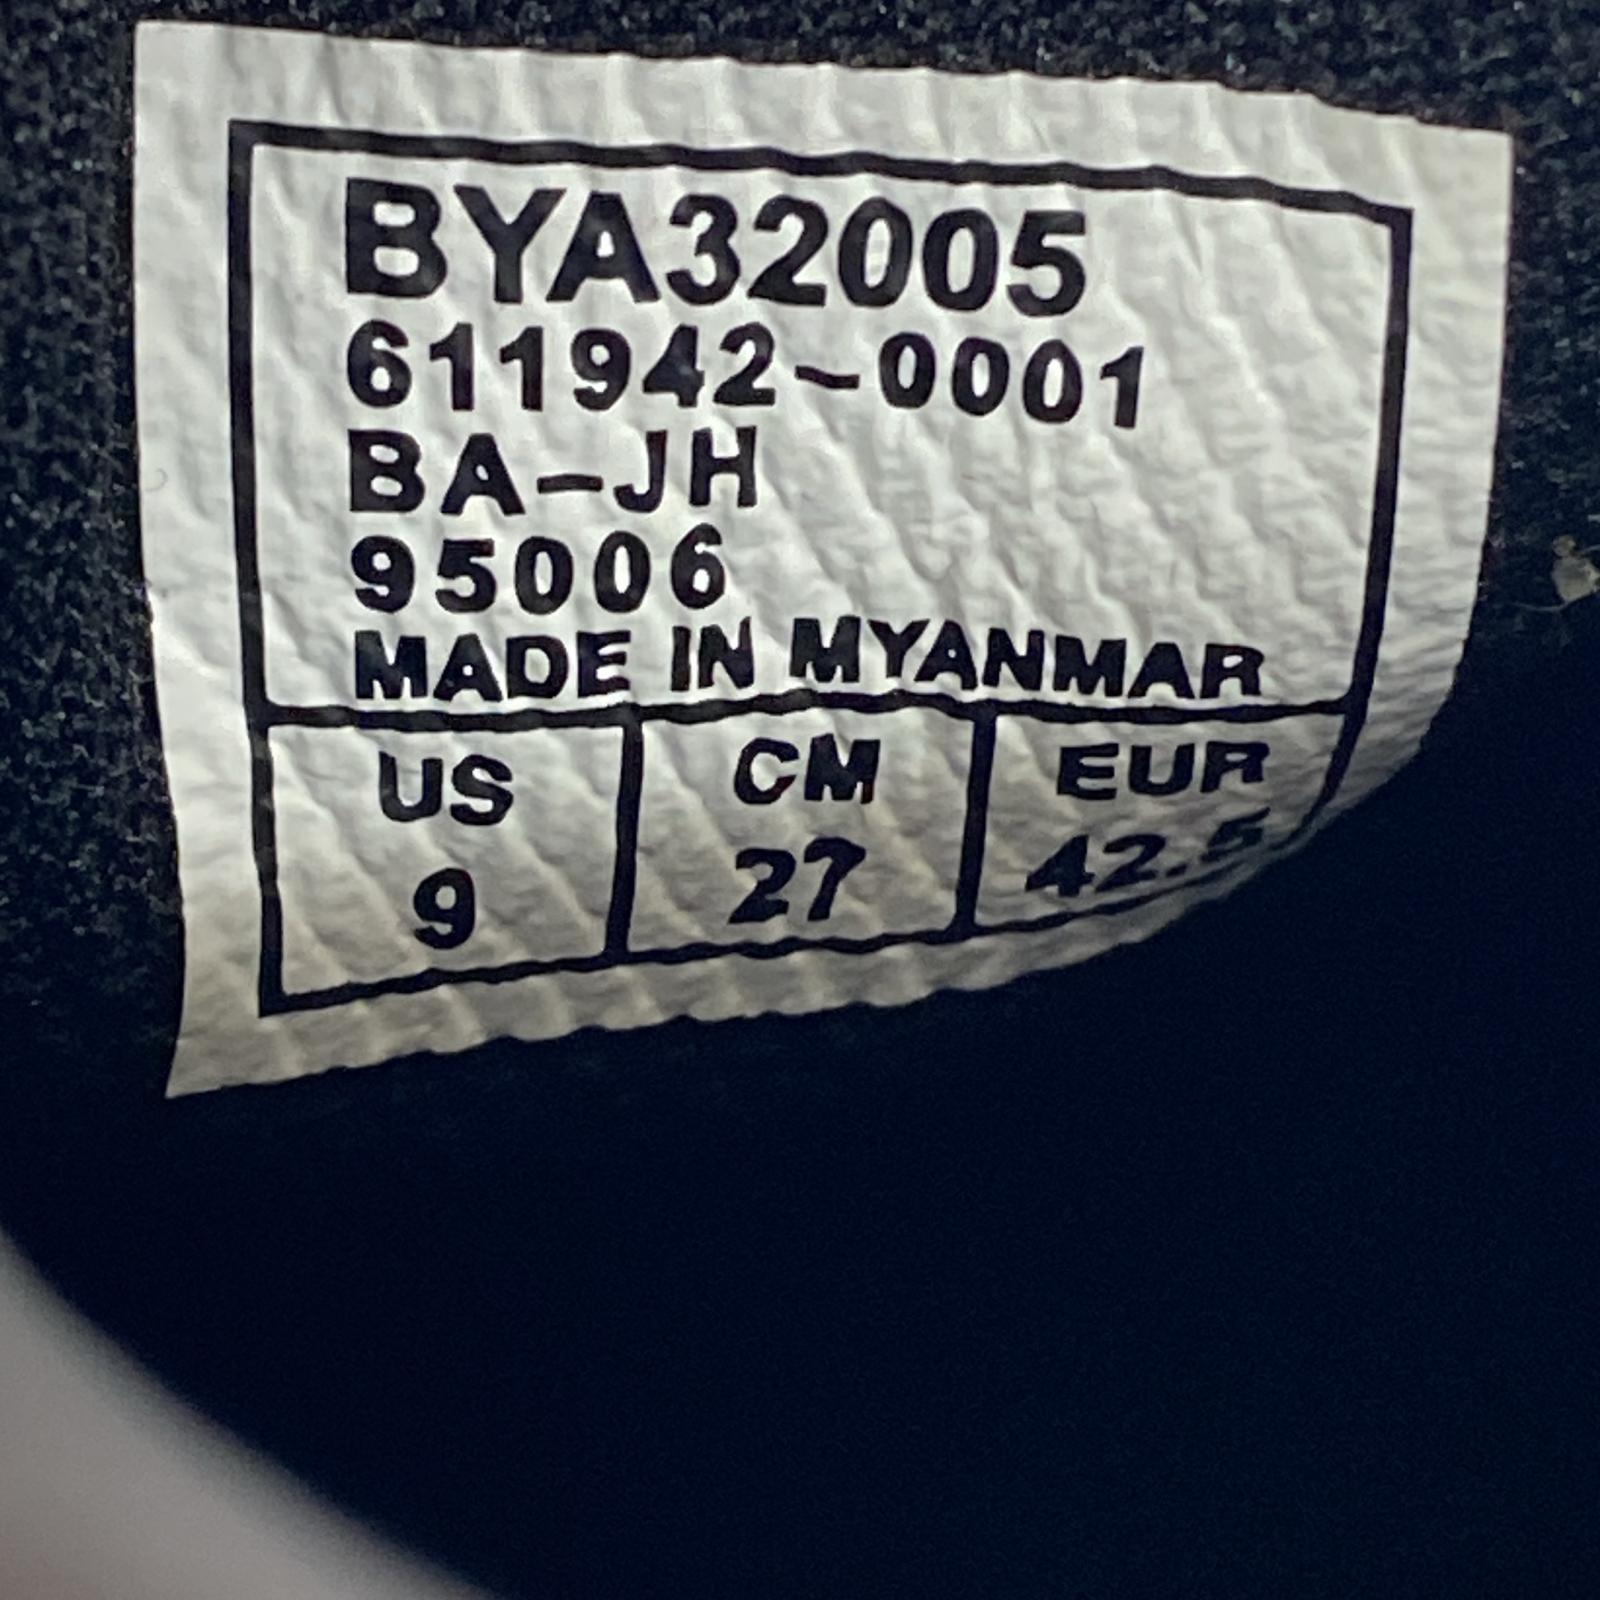 BYA32005
611942-0001
BA-JH
95006
MADE IN MYANMAR
US CM EUR
9 27 42.5